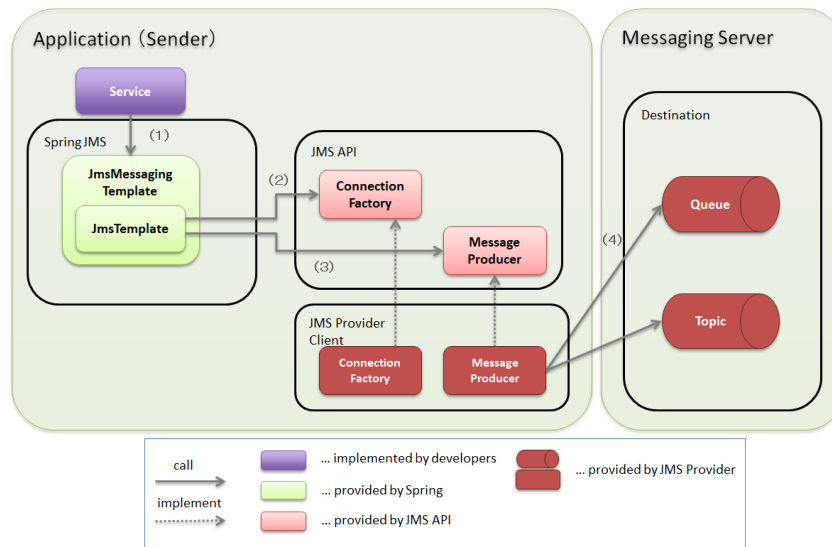 Application (Sender)
Messaging Server
Service
(1)
Spring JMS
JmsMessaging
Template
JmsTemplate
(2)
(3)
JMS API
Connection
Factory
Message
Producer
JMS Provider
Client
Connection
Factory
Message
Producer
(4)
Destination
Queue
Topic
call
implement
... implemented by developers
... provided by Spring
... provided by JMS API
... provided by JMS Provider